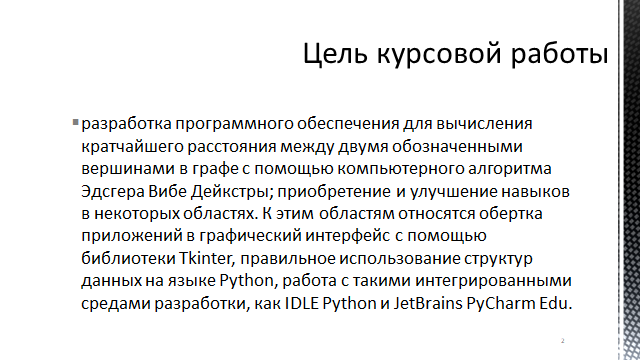 Цель курсовой работы
разработка программного обеспечения для вычисления
кратчайшего расстояния между двумя обозначенными
вершинами в графе с помощью компьютерного алгоритма
Эдсгера Вибе Дейкстры; приобретение и улучшение навыков
в некоторых областях. К этим областям относятся обертка
приложений в графический интерфейс с помощью
библиотеки Tkinter, правильное использование структур
данных на языке Python, работа с такими интегрированными
средами разработки, как IDLE Python и JetBrains PyCharm Edu.
2